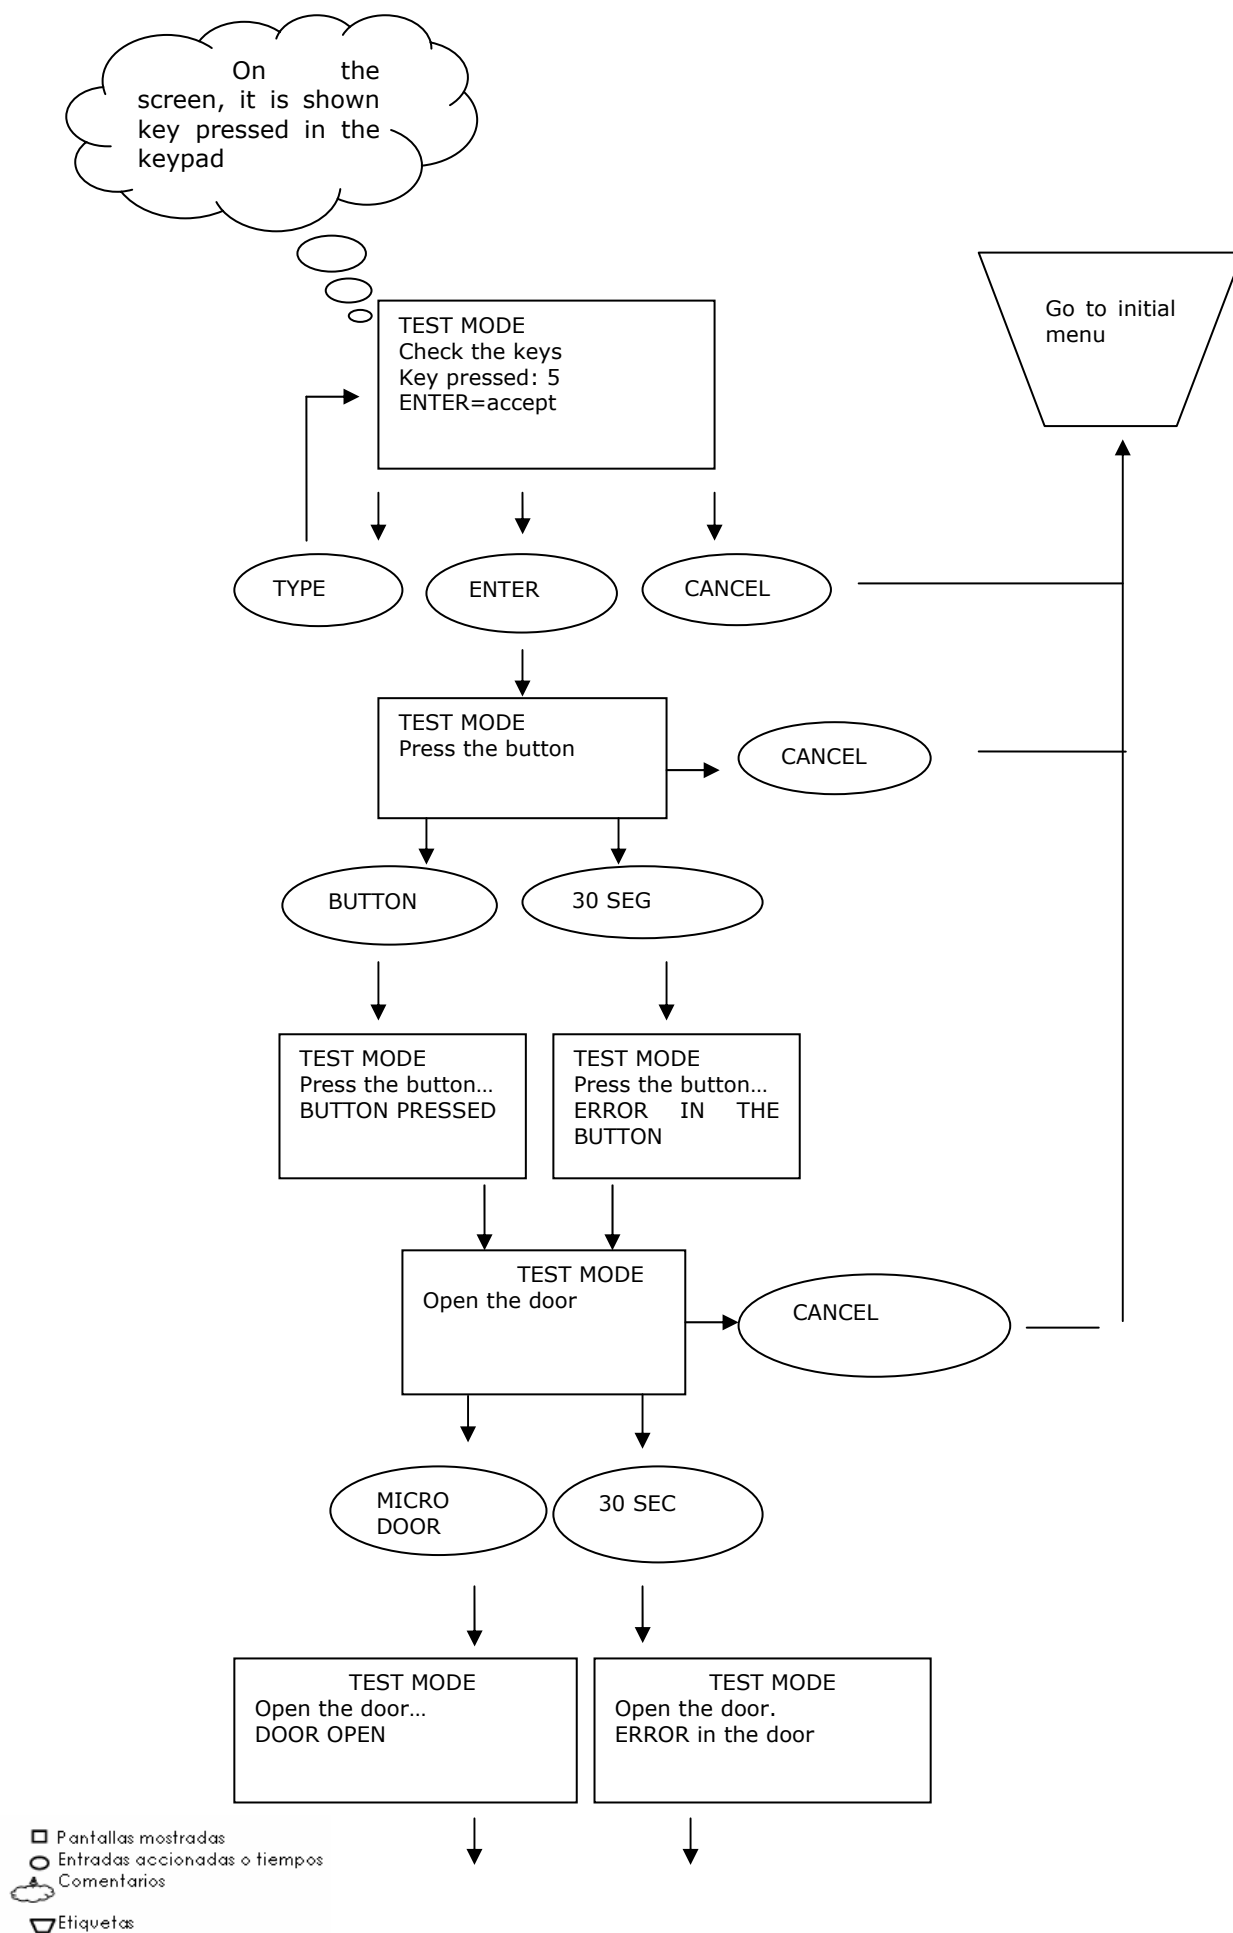 On the
screen, it is shown
key pressed in the
keypad
Go to initial
menu
TEST MODE
Check the keys
Key pressed: 5
ENTER=accept
TYPE
ENTER
CANCEL
TEST MODE
Press the button
CANCEL
BUTTON
30 SEG
TEST MODE
Press the button…
BUTTON PRESSED
TEST MODE
Press the button…
ERROR IN THE
BUTTON
TEST MODE
Open the door
CANCEL
MICRO
DOOR
30 SEC
TEST MODE
Open the door…
DOOR OPEN
TEST MODE
Open the door.
ERROR in the door
Pantallas mostradas
Entradas accionadas o tiempos
Comentarios
Etiquetas